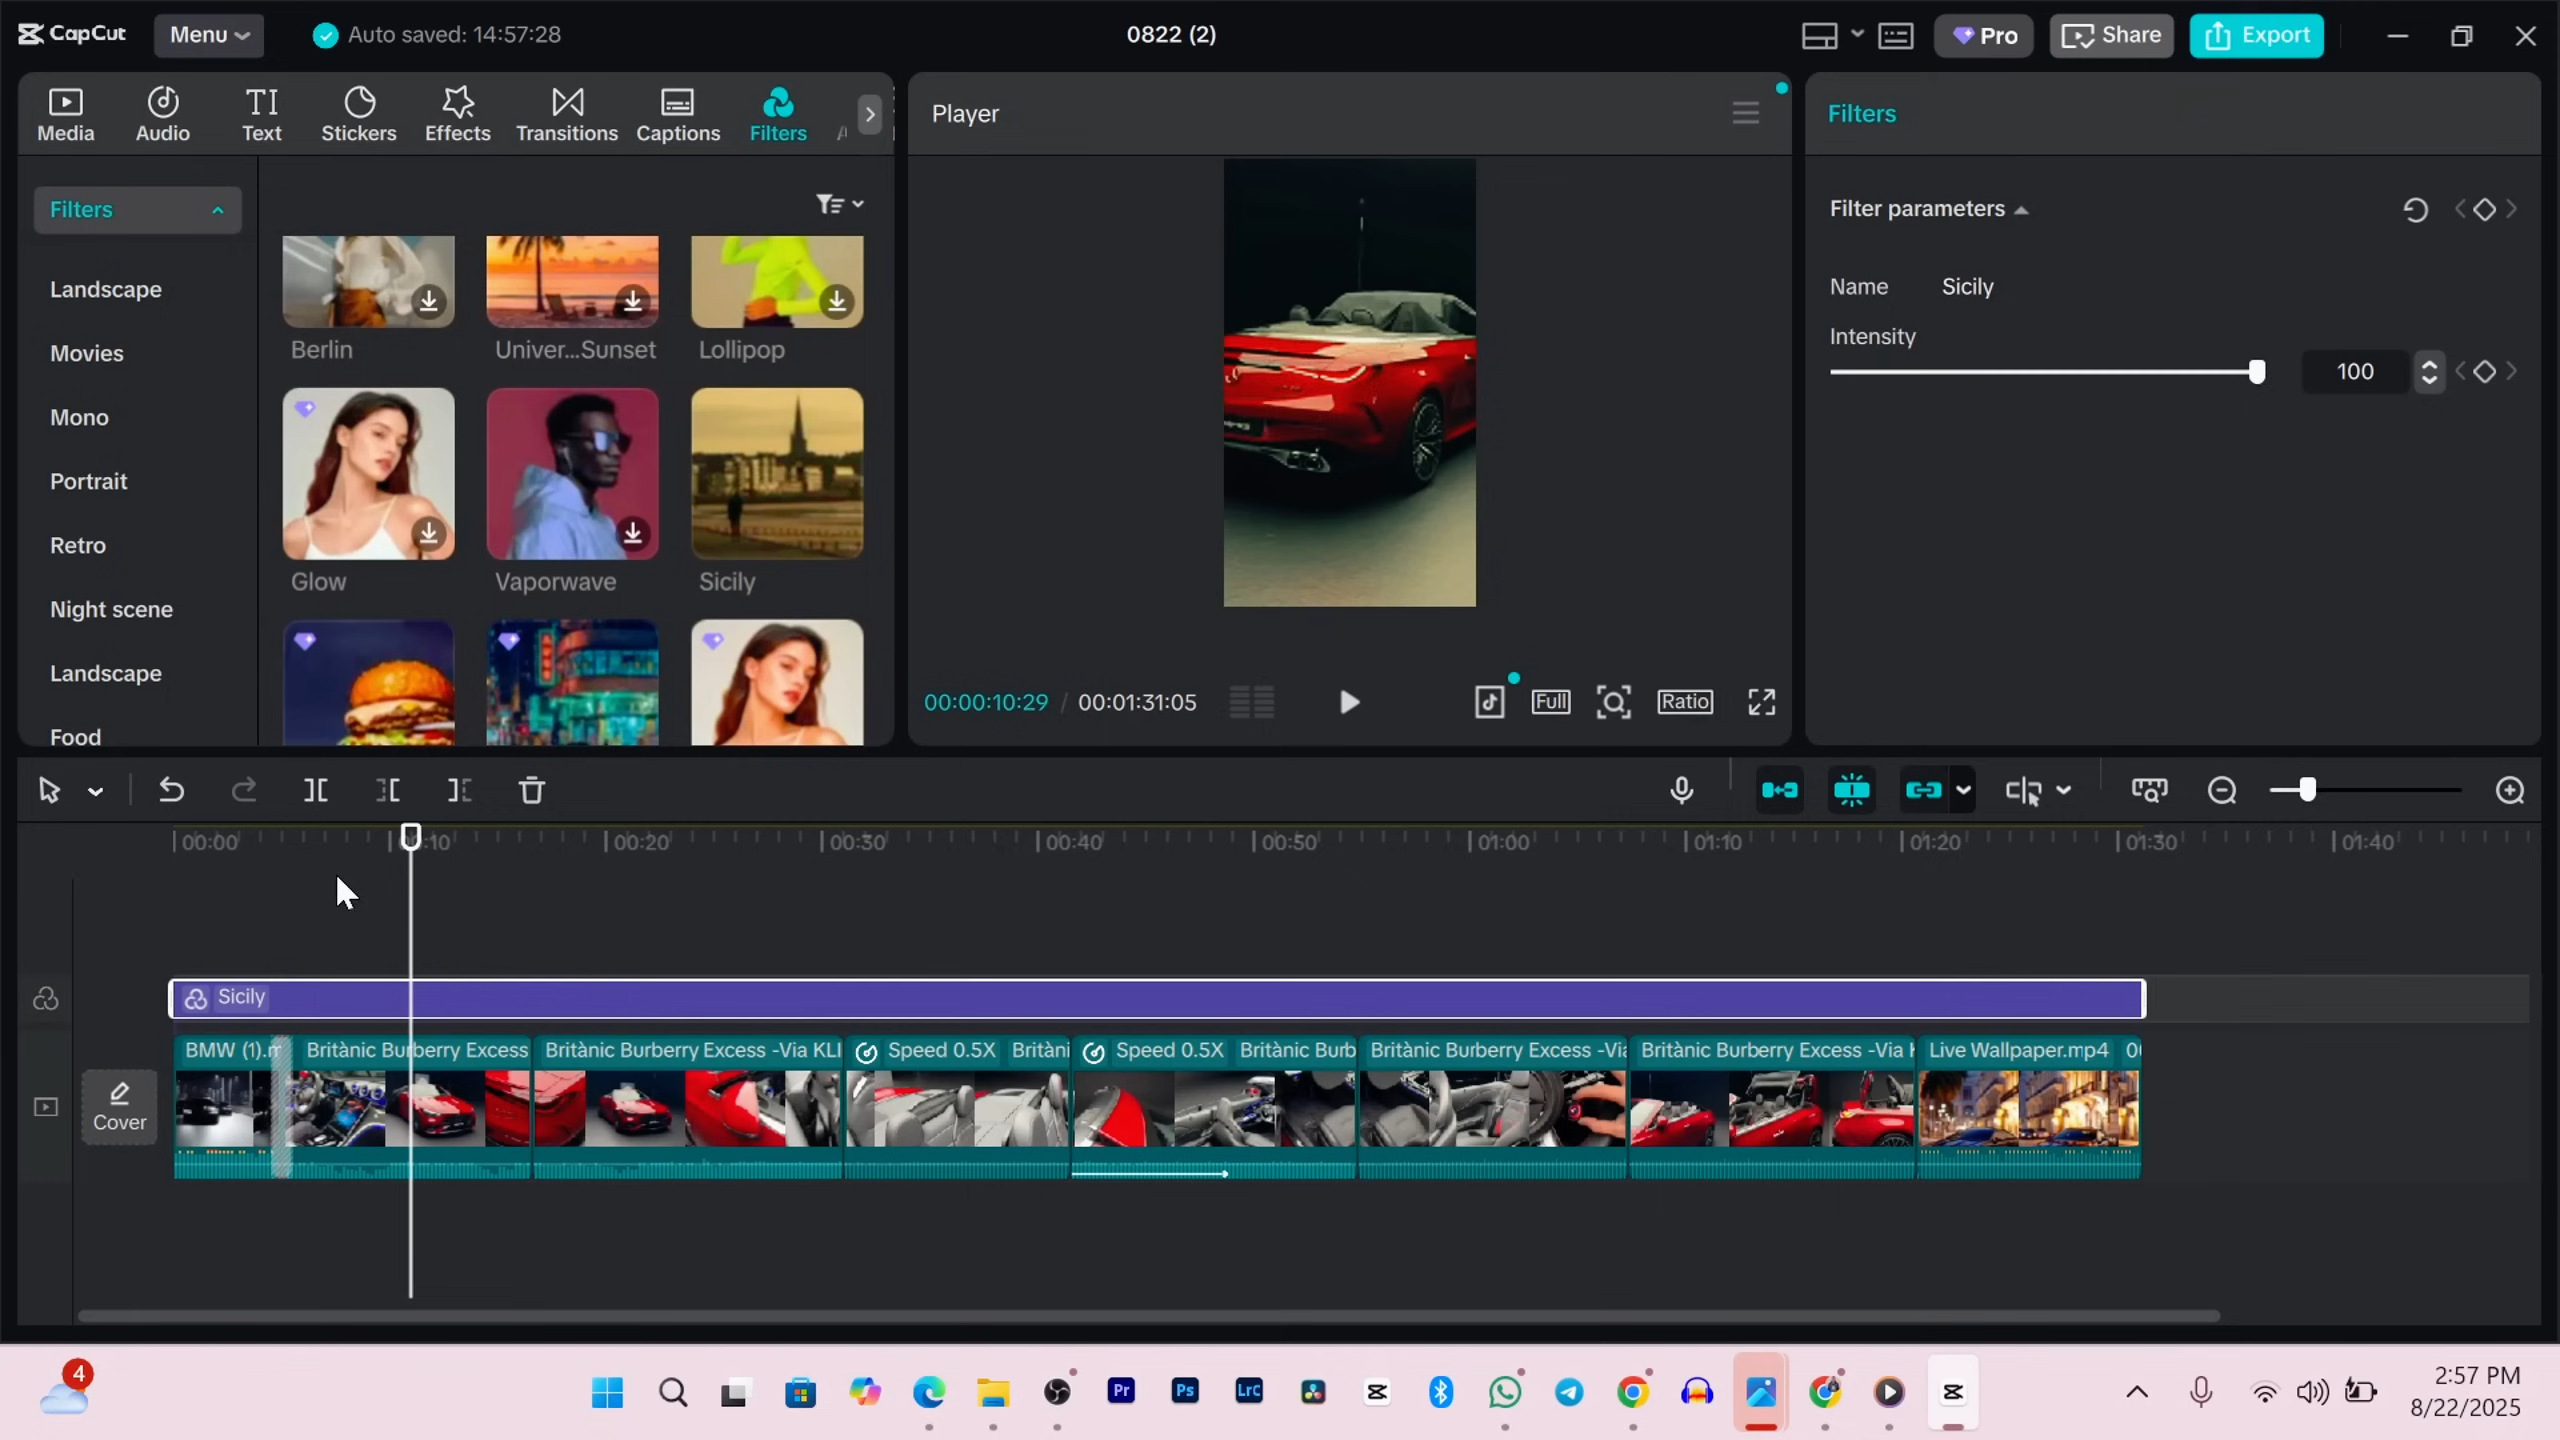 CapCut
Menu
Auto saved: 14:57:28
0822 (2)
Pro
Share
Export
Media
Audio
TI
Text
Stickers
Effects
Transitions
Captions
Filters
Player
Filters
Filters
Landscape
Movies
Mono
Portrait
Retro
Night scene
Landscape
Food
Berlin
Univer...Sunset
Lollipop
Glow
Vaporwave
Sicily
Filter parameters
Name
Sicily
Intensity
100
00:00:10:29 / 00:01:31:05
Full
Ratio
00:00
:10
00:20
00:30
00:40
00:50
01:00
01:10
01:20
01:30
01:40
Sicily
Cover
BMW (1).m
Britànic Burberry Excess
Britànic Burberry Excess -Via KLI
Speed 0.5X
Britàni
Speed 0.5X
Britànic Burb
Britànic Burberry Excess -Via
Britànic Burberry Excess -Via K
Live Wallpaper.mp4
4
Pr
Ps
LrC
2:57 PM
8/22/2025